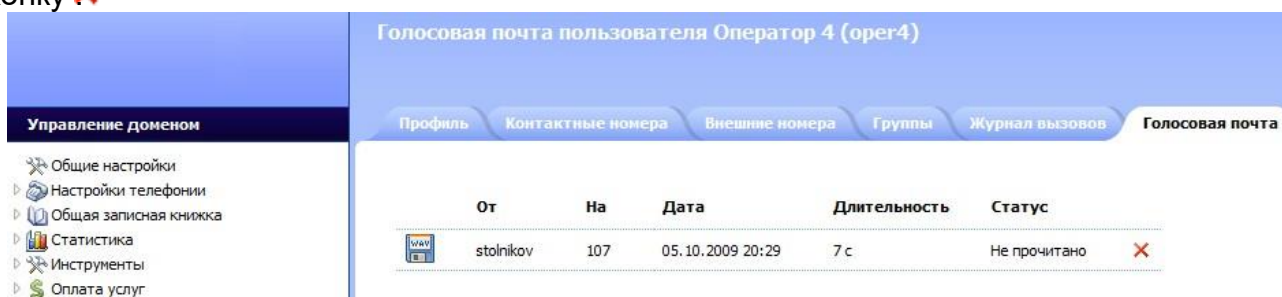 Голосовая почта пользователя Оператор 4 (oper4)
Управление доменом
Профиль Контактные номера Внешние номера Группы Журнал вызовов Голосовая почта
Общие настройки
Настройки телефонии
Общая записная книжка
Статистика
Инструменты
Оплата услуг
От На Дата Длительность Статус
WAV stolnikov 107 05.10.2009 20:29 7 с Не прочитано